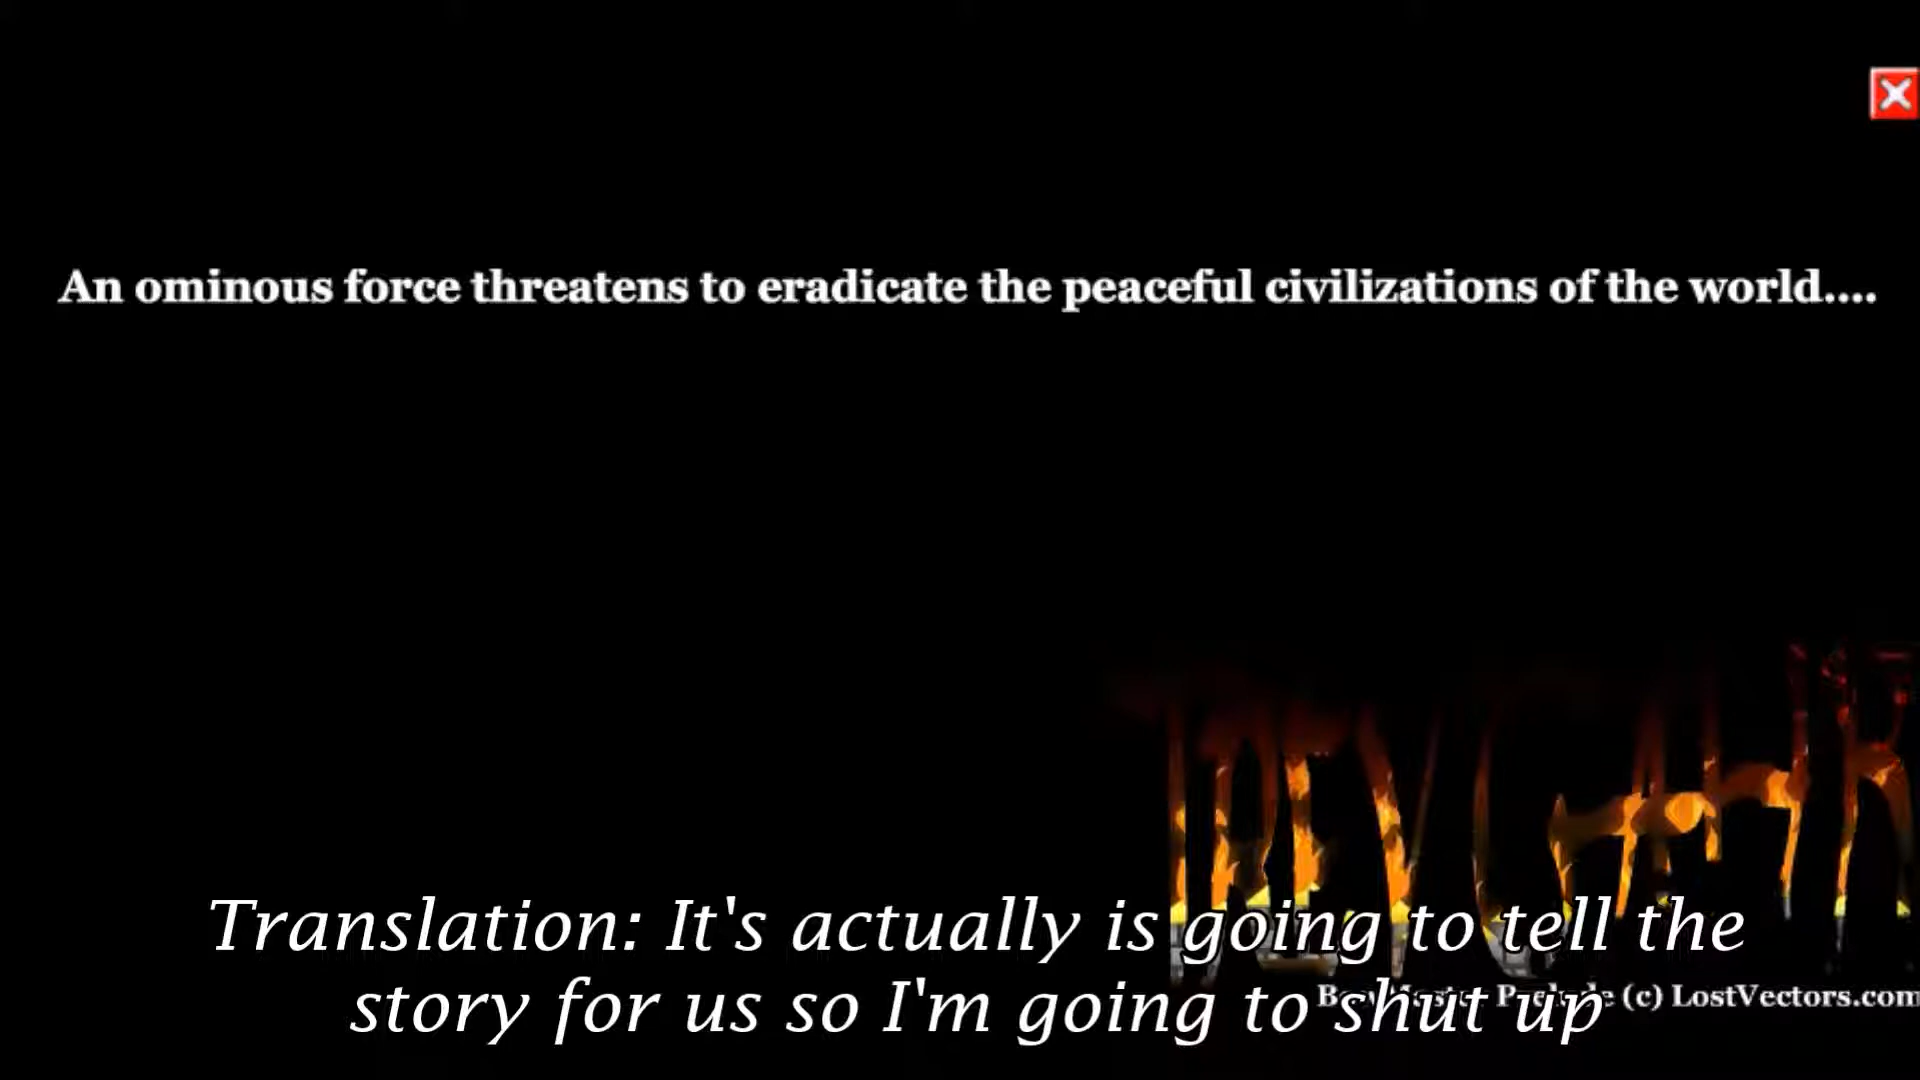 An ominous force threatens to eradicate the peaceful civilizations of the world....
Translation: It's actually is going to tell the
story for us so I'm going to shut up
Prelude (c) LostVectors.com